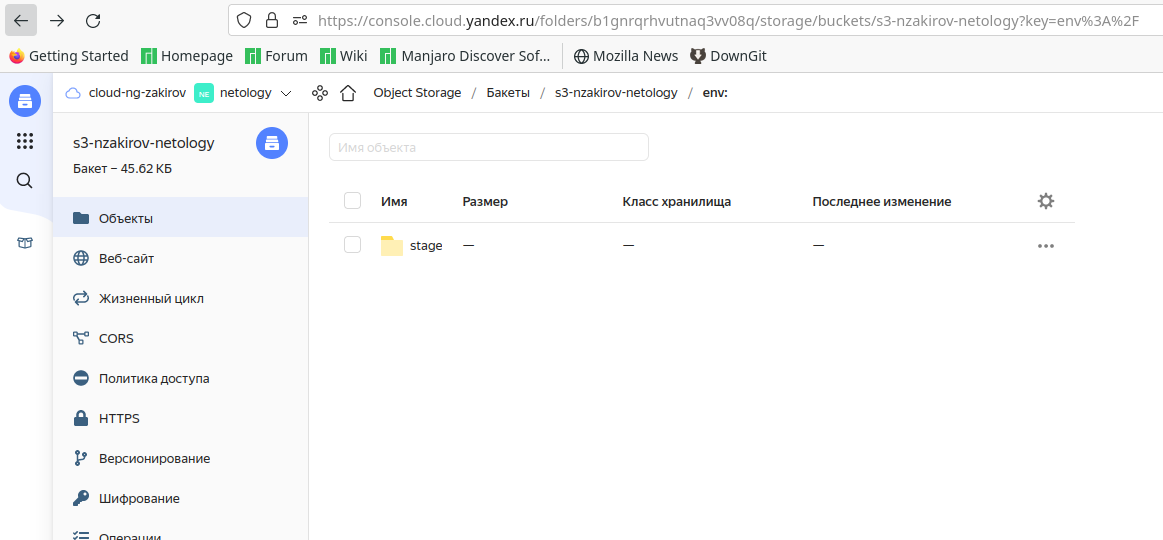 https://console.cloud.yandex.ru/folders/b1gnrqrhvutnaq3vv08q/storage/buckets/s3-nzakirov-netology?key=env%3A%2F
Getting Started Homepage Forum Wiki Manjaro Discover Sof... Mozilla News DownGit
cloud-ng-zakirov NE netology Object Storage / Бакеты / s3-nzakirov-netology / env:
s3-nzakirov-netology
Бакет – 45.62 КБ
Объекты
Веб-сайт
Жизненный цикл
CORS
Политика доступа
HTTPS
Версионирование
Шифрование
Операции
Имя объекта
Имя Размер Класс хранилища Последнее изменение
stage — — —